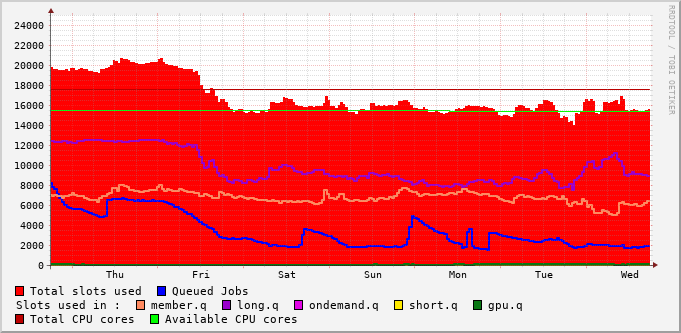 RRDTOOL / TOBI OETIKER
24000
22000
20000
18000
16000
14000
12000
10000
8000
6000
4000
2000
0
Thu Fri Sat Sun Mon Tue Wed
Total slots used Queued Jobs
Slots used in : member.q long.q ondemand.q short.q gpu.q
Total CPU cores Available CPU cores